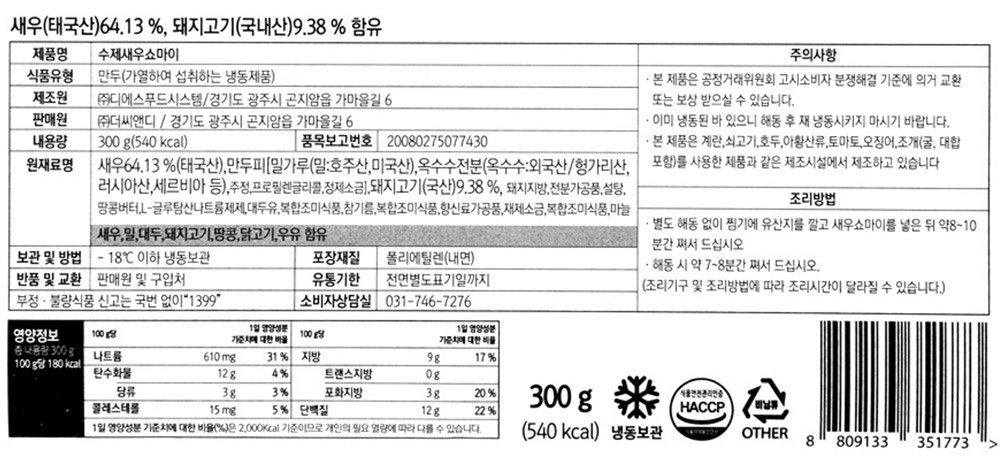 새우(태국산)64.13 %, 돼지고기(국내산)9.38 % 함유
제품명 수제새우쇼마이
식품유형 만두(가열하여 섭취하는 냉동제품)
제조원 ㈜디에스푸드시스템/경기도 광주시 곤지암읍 가마을길 6
판매원 ㈜더씨앤디 / 경기도 광주시 곤지암읍 가마을길 6
내용량 300 g(540 kcal) 품목보고번호 20080275077430
원재료명 새우64.13 %(태국산),만두피[밀가루(밀:호주산,미국산),옥수수전분(옥수수:외국산/헝가리산,
러시아산,세르비아 등),주정,프로필렌글리콜,정제소금],돼지고기(국산)9.38 %, 돼지지방,전분가공품,설탕,
땅콩버터,L-글루탐산나트륨제제,대두유,복합조미식품,참기름,복합조미식품,향신료가공품,재제소금,복합조미식품,마늘
새우,밀,대두,돼지고기,땅콩,닭고기,우유 함유
보관 및 방법 - 18℃ 이하 냉동보관 포장재질 폴리에틸렌(내면)
반품 및 교환 판매원 및 구입처 유통기한 전면별도표기일까지
부정·불량식품 신고는 국번 없이"1399" 소비자상담실 031-746-7276
주의사항
· 본 제품은 공정거래위원회 고시소비자 분쟁해결 기준에 의거 교환
또는 보상 받으실 수 있습니다.
· 이미 냉동된 바 있으니 해동 후 재 냉동시키지 마시기 바랍니다.
· 본 제품은 계란,쇠고기,호두,아황산류,토마토,오징어,조개(굴, 대합
포함)를 사용한 제품과 같은 제조시설에서 제조하고 있습니다
조리방법
· 별도 해동 없이 찜기에 유산지를 깔고 새우쇼마이를 넣은 뒤 약8~10
분간 쪄서 드십시오
· 해동 시 약 7~8분간 쪄서 드십시오.
(조리기구 및 조리방법에 따라 조리시간이 달라질 수 있습니다.)
영양정보
총 내용량 300 g
100 g당 180 kcal
100 g당 1일 영양성분
기준치에 대한 비율
나트륨 610 mg 31 %
탄수화물 12 g 4 %
당류 3 g 3 %
콜레스테롤 15 mg 5 %
1일 영양성분
기준치에 대한 비율
지방 9 g 17 %
트랜스지방 0 g
포화지방 3 g 20 %
단백질 12 g 22 %
1일 영양성분 기준치에 대한 비율(%)은 2,000Kcal 기준이므로 개인의 필요 열량에 따라 다를 수 있습니다.
300 g
(540 kcal)
냉동보관
식품안전관리인증
HACCP
비닐류
OTHER
8 809133 351773 >